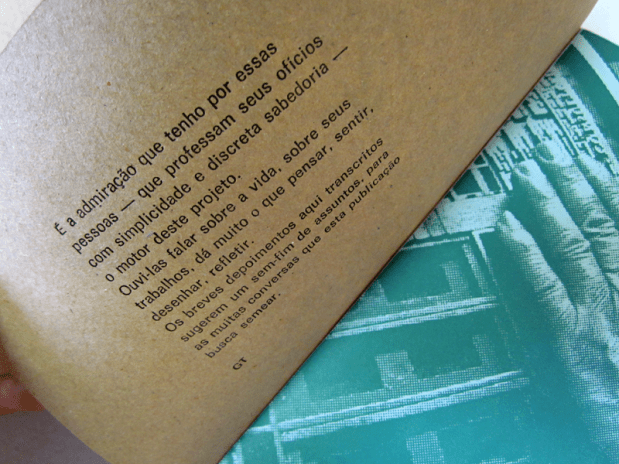 É a admiração que tenho por essas
pessoas — que professam seus ofícios
com simplicidade e discreta sabedoria —
o motor deste projeto.
Ouvi-las falar sobre a vida, sobre seus
trabalhos, dá muito o que pensar, sentir,
desenhar, refletir.
Os breves depoimentos aqui transcritos
sugerem um sem-fim de assuntos, para
as muitas conversas que esta publicação
busca semear.
GT